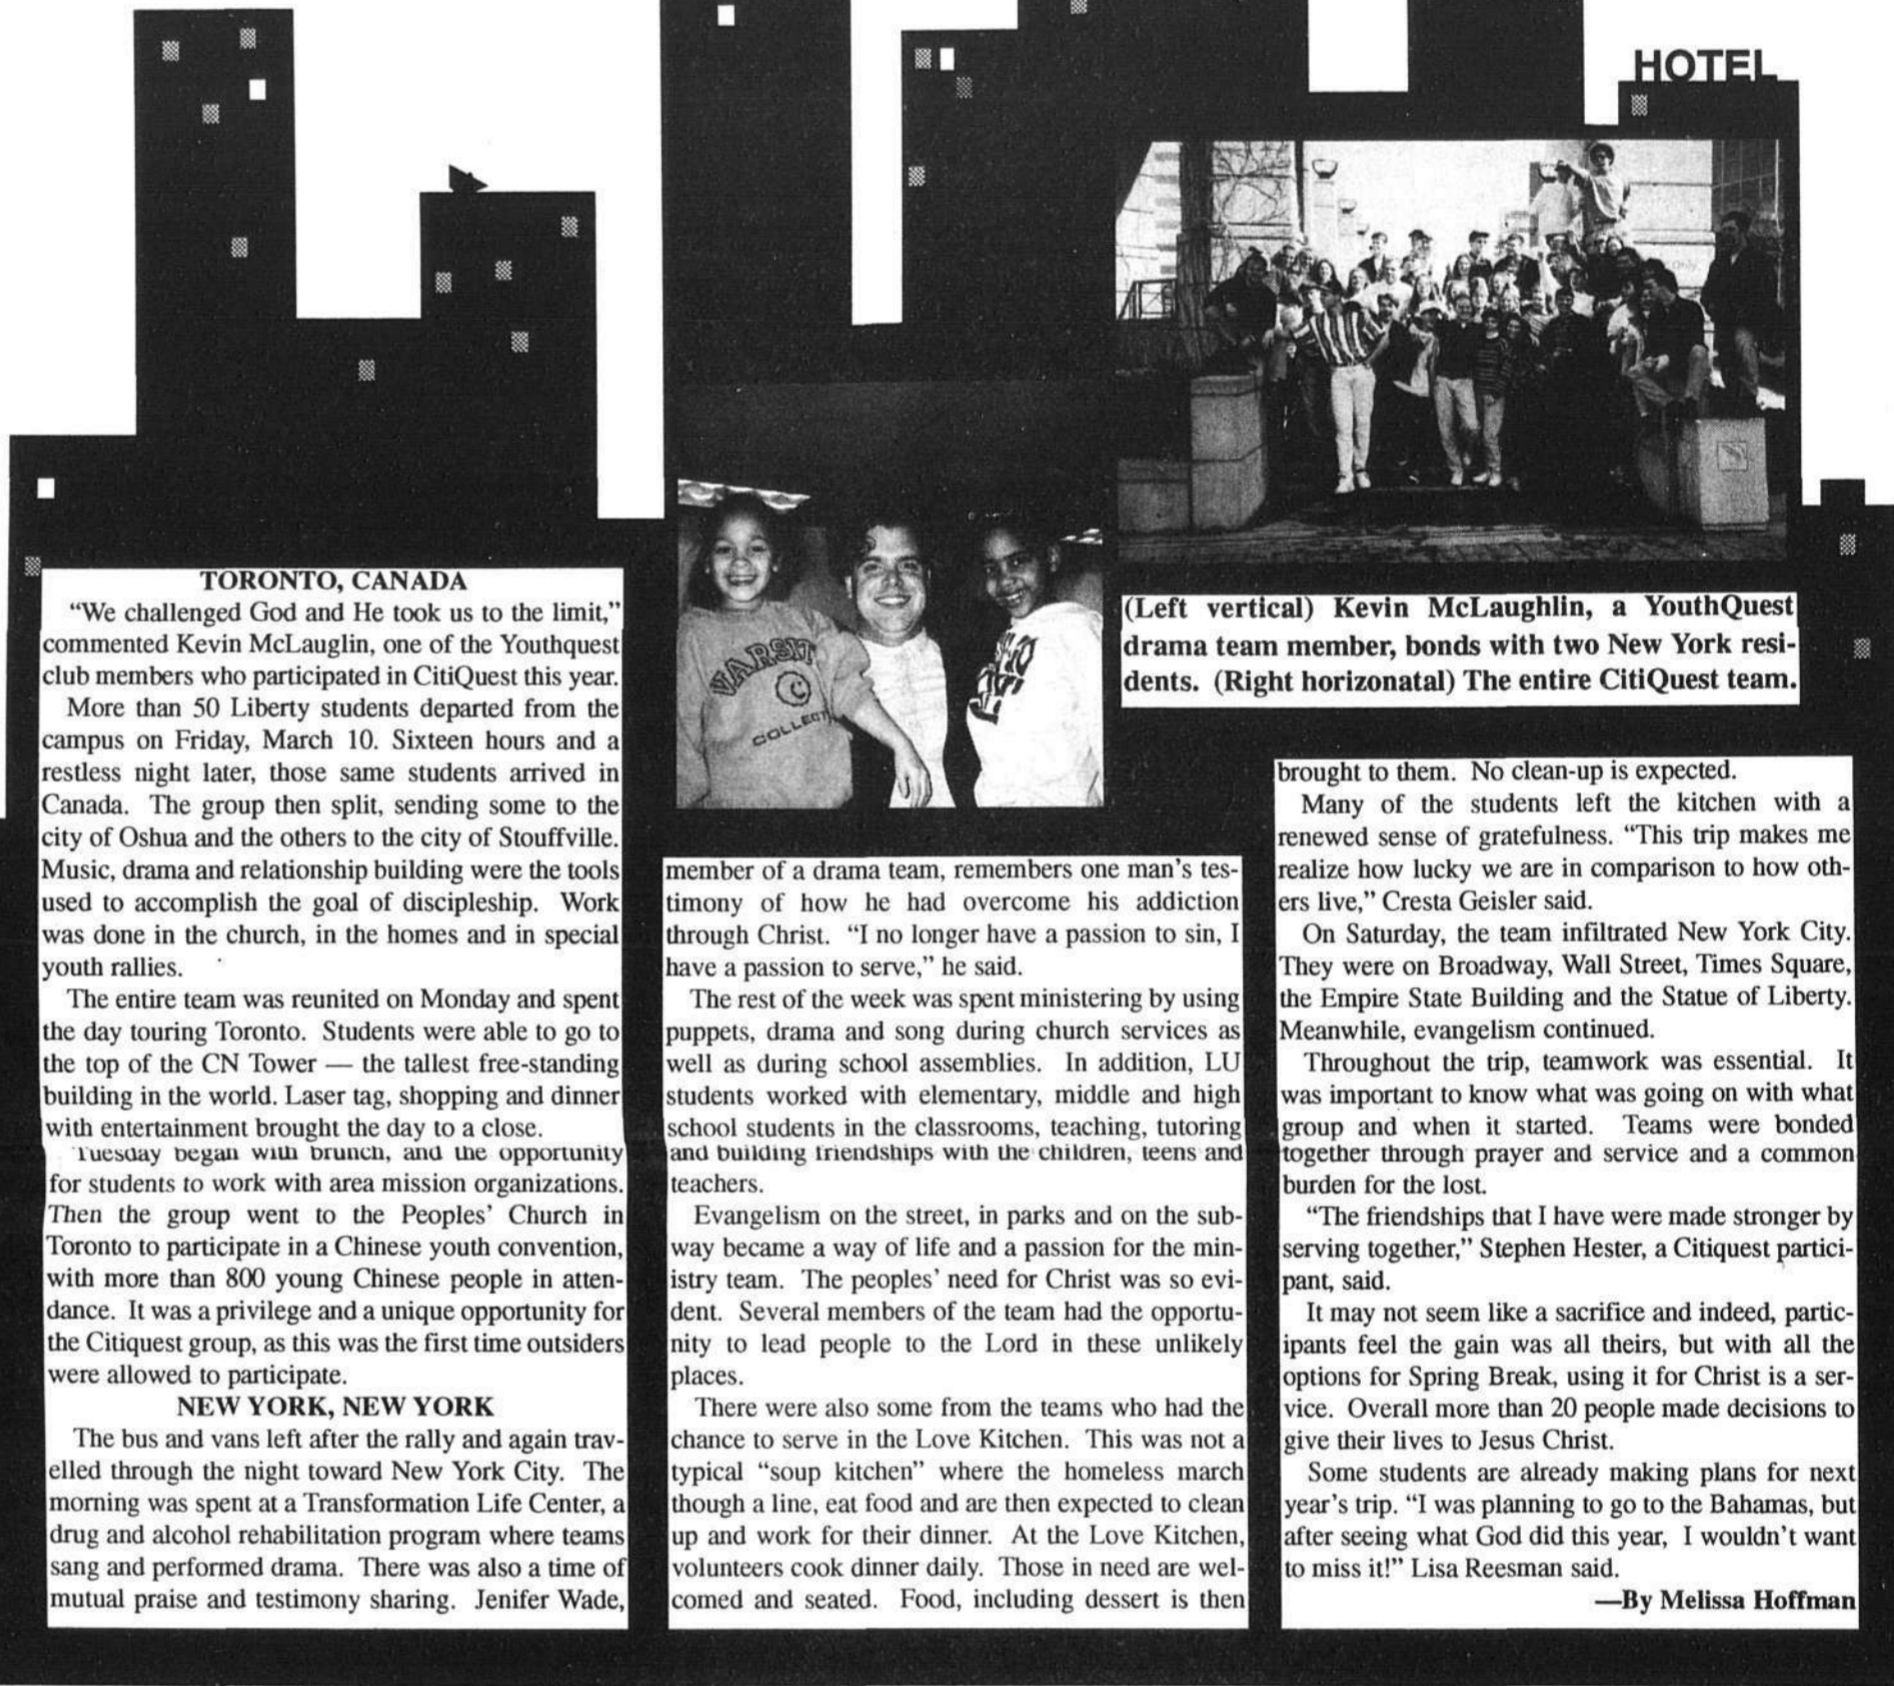 HOTEL
VARSITY
C
COLLECT
(Left vertical) Kevin McLaughlin, a YouthQuest
drama team member, bonds with two New York resi-
dents. (Right horizonatal) The entire CitiQuest team.
TORONTO, CANADA
“We challenged God and He took us to the limit,”
commented Kevin McLauglin, one of the Youthquest
club members who participated in CitiQuest this year.
More than 50 Liberty students departed from the
campus on Friday, March 10. Sixteen hours and a
restless night later, those same students arrived in
Canada. The group then split, sending some to the
city of Oshua and the others to the city of Stouffville.
Music, drama and relationship building were the tools
used to accomplish the goal of discipleship. Work
was done in the church, in the homes and in special
youth rallies.
The entire team was reunited on Monday and spent
the day touring Toronto. Students were able to go to
the top of the CN Tower — the tallest free-standing
building in the world. Laser tag, shopping and dinner
with entertainment brought the day to a close.
Tuesday began with brunch, and the opportunity
for students to work with area mission organizations.
Then the group went to the Peoples’ Church in
Toronto to participate in a Chinese youth convention,
with more than 800 young Chinese people in atten-
dance. It was a privilege and a unique opportunity for
the Citiquest group, as this was the first time outsiders
were allowed to participate.
NEW YORK, NEW YORK
The bus and vans left after the rally and again trav-
elled through the night toward New York City. The
morning was spent at a Transformation Life Center, a
drug and alcohol rehabilitation program where teams
sang and performed drama. There was also a time of
mutual praise and testimony sharing. Jenifer Wade,
member of a drama team, remembers one man’s tes-
timony of how he had overcome his addiction
through Christ. “I no longer have a passion to sin, I
have a passion to serve,” he said.
The rest of the week was spent ministering by using
puppets, drama and song during church services as
well as during school assemblies. In addition, LU
students worked with elementary, middle and high
school students in the classrooms, teaching, tutoring
and building friendships with the children, teens and
teachers.
Evangelism on the street, in parks and on the sub-
way became a way of life and a passion for the min-
istry team. The peoples’ need for Christ was so evi-
dent. Several members of the team had the opportu-
nity to lead people to the Lord in these unlikely
places.
There were also some from the teams who had the
chance to serve in the Love Kitchen. This was not a
typical “soup kitchen” where the homeless march
though a line, eat food and are then expected to clean
up and work for their dinner. At the Love Kitchen,
volunteers cook dinner daily. Those in need are wel-
comed and seated. Food, including dessert is then
brought to them. No clean-up is expected.
Many of the students left the kitchen with a
renewed sense of gratefulness. “This trip makes me
realize how lucky we are in comparison to how oth-
ers live,” Cresta Geisler said.
On Saturday, the team infiltrated New York City.
They were on Broadway, Wall Street, Times Square,
the Empire State Building and the Statue of Liberty.
Meanwhile, evangelism continued.
Throughout the trip, teamwork was essential. It
was important to know what was going on with what
group and when it started. Teams were bonded
together through prayer and service and a common
burden for the lost.
“The friendships that I have were made stronger by
serving together,” Stephen Hester, a Citiquest partici-
pant, said.
It may not seem like a sacrifice and indeed, partic-
ipants feel the gain was all theirs, but with all the
options for Spring Break, using it for Christ is a ser-
vice. Overall more than 20 people made decisions to
give their lives to Jesus Christ.
Some students are already making plans for next
year’s trip. “I was planning to go to the Bahamas, but
after seeing what God did this year, I wouldn’t want
to miss it!” Lisa Reesman said.
—By Melissa Hoffman